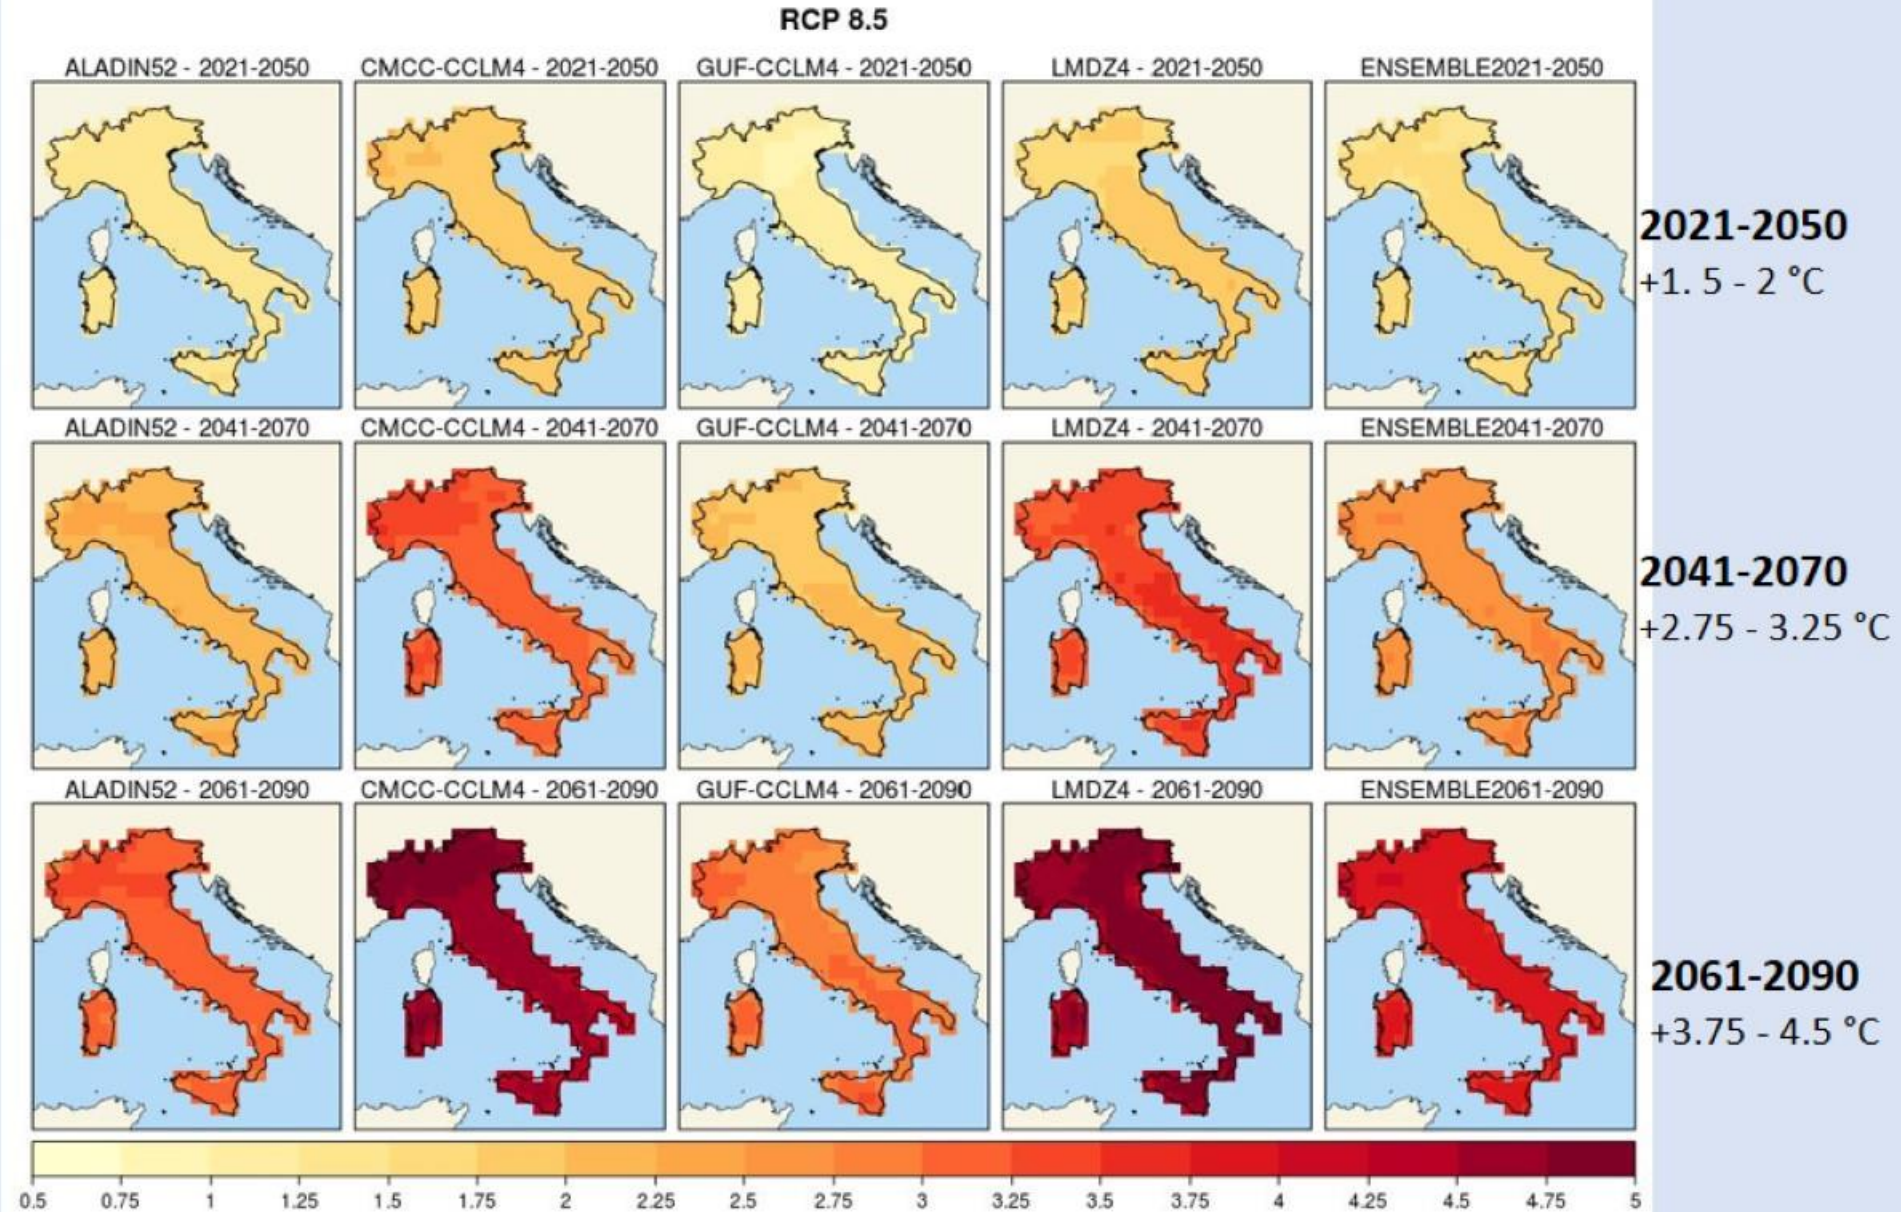 RCP 8.5
ALADIN52 - 2021-2050
CMCC-CCLM4 - 2021-2050
GUF-CCLM4 - 2021-2050
LMDZ4 - 2021-2050
ENSEMBLE2021-2050
2021-2050
+1. 5 - 2 °C
ALADIN52 - 2041-2070
CMCC-CCLM4 - 2041-2070
GUF-CCLM4 - 2041-2070
LMDZ4 - 2041-2070
ENSEMBLE2041-2070
2041-2070
+2.75 - 3.25 °C
ALADIN52 - 2061-2090
CMCC-CCLM4 - 2061-2090
GUF-CCLM4 - 2061-2090
LMDZ4 - 2061-2090
ENSEMBLE2061-2090
2061-2090
+3.75 - 4.5 °C
0.5 0.75 1 1.25 1.5 1.75 2 2.25 2.5 2.75 3 3.25 3.5 3.75 4 4.25 4.5 4.75 5